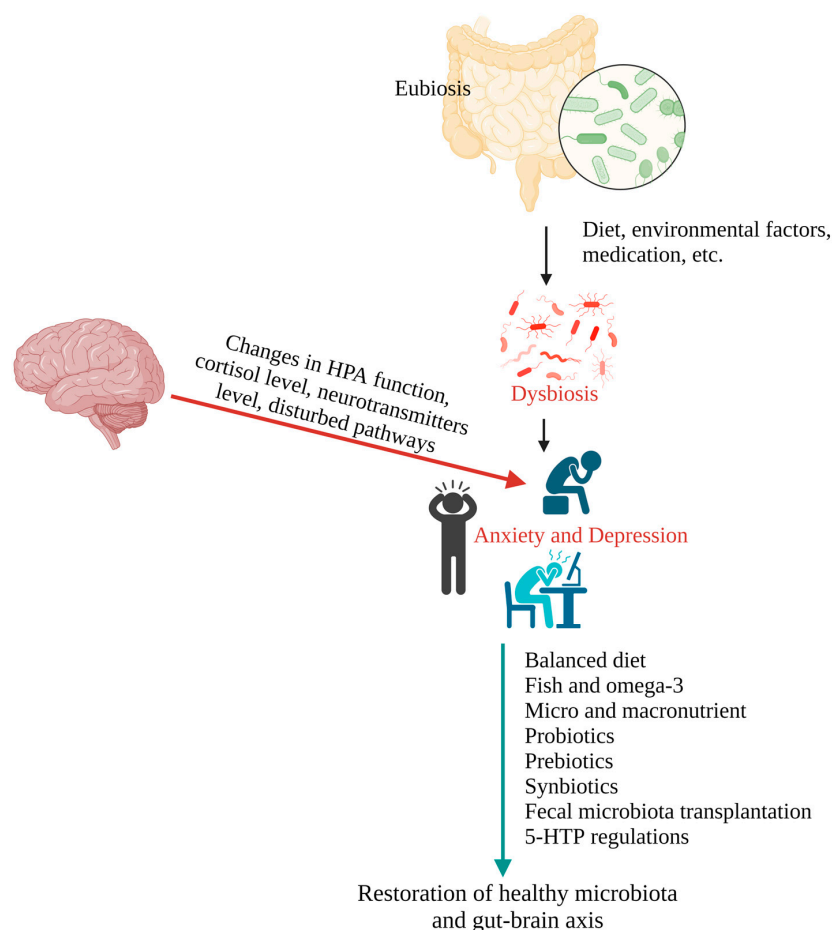 Eubiosis
Diet, environmental factors,
medication, etc.
Dysbiosis
Changes in HPA function,
cortisol level, neurotransmitters
level, disturbed pathways
Anxiety and Depression
Balanced diet
Fish and omega-3
Micro and macronutrient
Probiotics
Prebiotics
Synbiotics
Fecal microbiota transplantation
5-HTP regulations
Restoration of healthy microbiota
and gut-brain axis